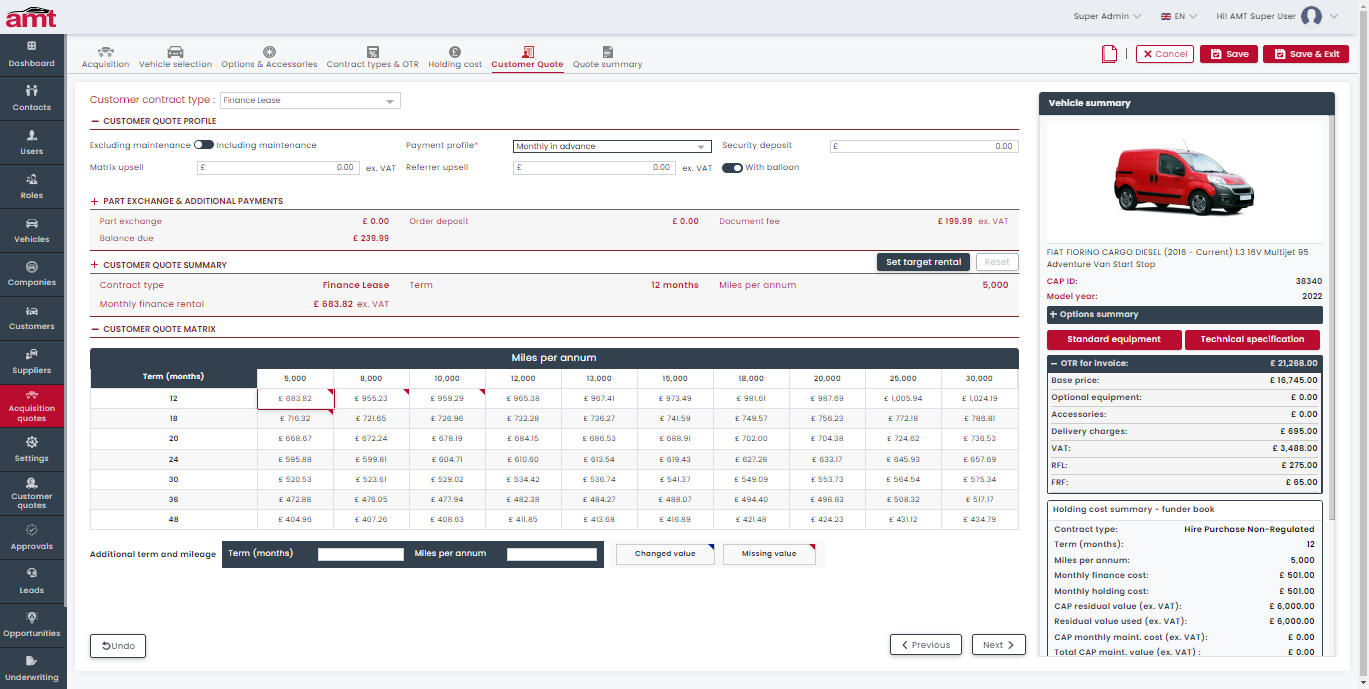 amt
Super Admin
EN
Hi! AMT Super User
Dashboard
Contacts
Users
Roles
Vehicles
Companies
Customers
Suppliers
Acquisition
quotes
Settings
Customer
quotes
Approvals
Leads
Opportunities
Underwriting
Acquisition
Vehicle selection
Options & Accessories
Contract types & OTR
Holding cost
Customer Quote
Quote summary
Cancel
Save
Save & Exit
Customer contract type : Finance Lease
CUSTOMER QUOTE PROFILE
Excluding maintenance Including maintenance Payment profile* Monthly in advance Security deposit £ 0.00
Matrix upsell £ 0.00 ex. VAT Referrer upsell £ 0.00 ex. VAT With balloon
+ PART EXCHANGE & ADDITIONAL PAYMENTS
Part exchange £ 0.00 Order deposit £ 0.00 Document fee £ 199.99 ex. VAT
Balance due £ 239.99
+ CUSTOMER QUOTE SUMMARY Set target rental Reset
Contract type Finance Lease Term 12 months Miles per annum 5,000
Monthly finance rental £ 683.82 ex. VAT
CUSTOMER QUOTE MATRIX
Miles per annum
Term (months) 5,000 8,000 10,000 12,000 13,000 15,000 18,000 20,000 25,000 30,000
12 £ 683.82 £ 955.23 £ 959.29 £ 965.38 £ 967.41 £ 973.49 £ 981.61 £ 987.69 £ 1,005.94 £ 1,024.19
18 £ 716.32 £ 721.65 £ 726.96 £ 732.28 £ 736.27 £ 741.59 £ 749.57 £ 756.23 £ 772.18 £ 786.81
20 £ 668.67 £ 672.24 £ 678.19 £ 684.15 £ 686.53 £ 688.91 £ 702.00 £ 704.38 £ 724.62 £ 736.53
24 £ 595.88 £ 599.81 £ 604.71 £ 610.60 £ 613.54 £ 619.43 £ 627.28 £ 633.17 £ 645.93 £ 657.69
30 £ 520.53 £ 523.61 £ 529.02 £ 534.42 £ 536.74 £ 541.37 £ 549.09 £ 553.73 £ 564.54 £ 575.34
36 £ 472.88 £ 476.05 £ 477.94 £ 482.38 £ 484.27 £ 488.07 £ 494.40 £ 498.83 £ 508.32 £ 517.17
48 £ 404.96 £ 407.26 £ 408.63 £ 411.85 £ 413.68 £ 416.89 £ 421.48 £ 424.23 £ 431.12 £ 434.79
Additional term and mileage Term (months) Miles per annum Changed value Missing value
Undo
Previous
Next
Vehicle summary
FIAT FIORINO CARGO DIESEL (2016 - Current) 1.3 16V Multijet 95
Adventure Van Start Stop
CAP ID: 38340
Model year: 2022
+ Options summary
Standard equipment
Technical specification
OTR for invoice: £ 21,268.00
Base price: £ 16,745.00
Optional equipment: £ 0.00
Accessories: £ 0.00
Delivery charges: £ 695.00
VAT: £ 3,488.00
RFL: £ 275.00
FRF: £ 65.00
Holding cost summary - funder book
Contract type: Hire Purchase Non-Regulated
Term (months): 12
Miles per annum: 5,000
Monthly finance cost: £ 501.00
Monthly holding cost: £ 501.00
CAP residual value (ex. VAT): £ 6,000.00
Residual value used (ex. VAT): £ 6,000.00
CAP monthly maint. cost (ex. VAT): £ 0.00
Total CAP maint. value (ex. VAT) : £ 0.00